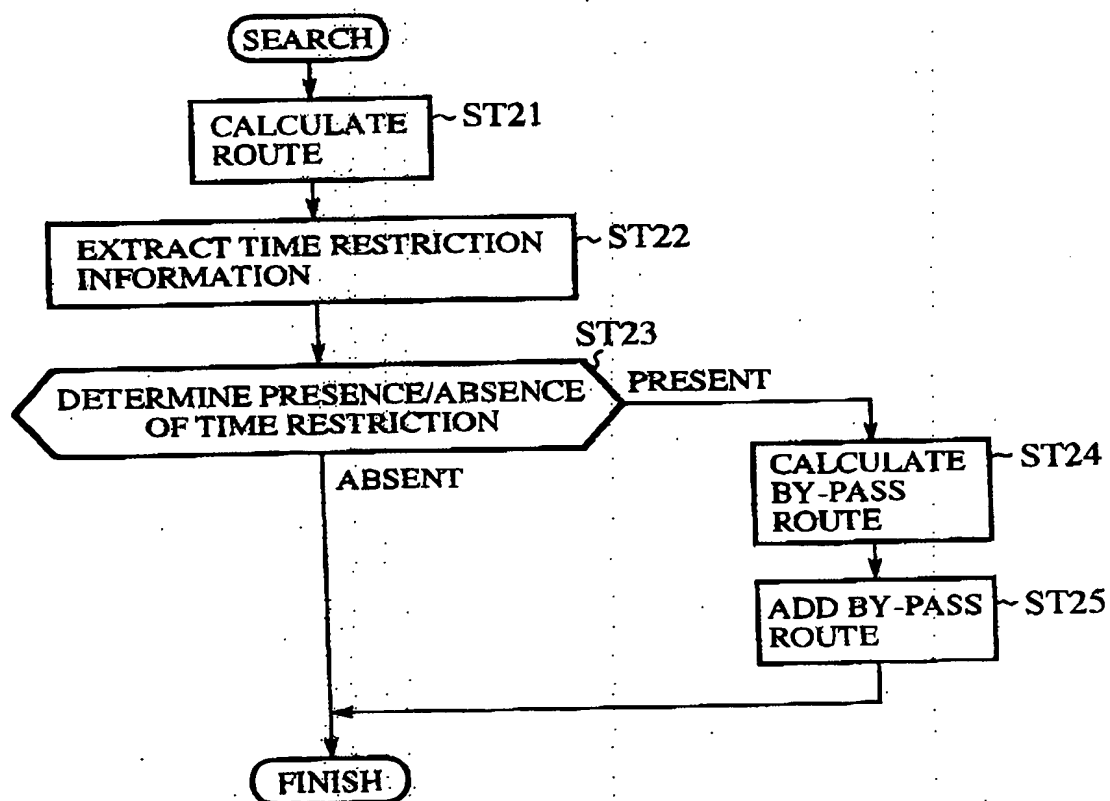 SEARCH
CALCULATE
ROUTE
ST21
EXTRACT TIME RESTRICTION
INFORMATION
ST22
ST23
DETERMINE PRESENCE/ABSENCE
OF TIME RESTRICTION
PRESENT
ABSENT
CALCULATE
BY-PASS
ROUTE
ST24
ADD BY-PASS
ROUTE
ST25
FINISH